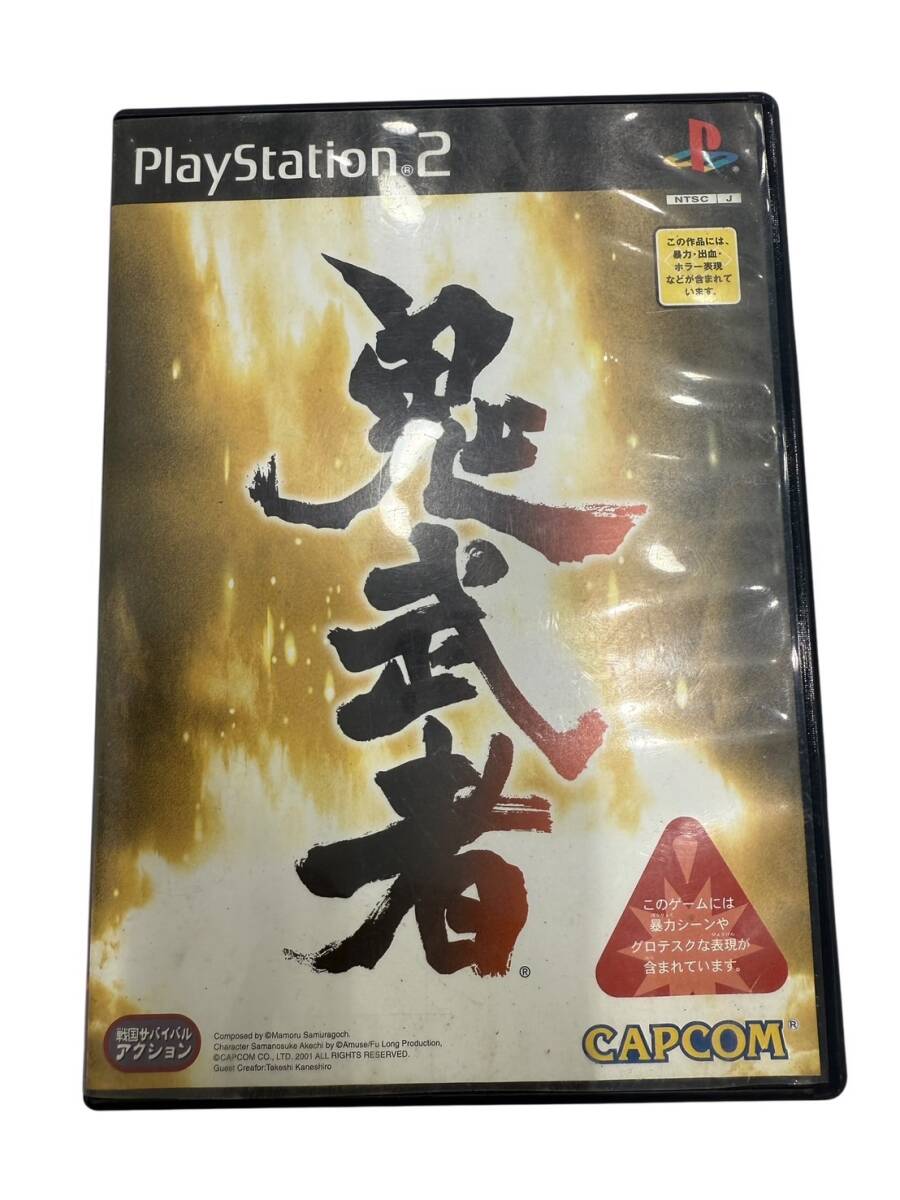 PlayStation®2
NTSC J
この作品には、
暴力・出血・
ホラー表現
などが含まれて
います。
鬼武者®
このゲームには
暴力シーンや
グロテスクな表現が
含まれています。
戦国サバイバル
アクション
Composed by ©Mamoru Samuragoch.
Character Samanosuke Akechi by ©Amuse/Fu Long Production,
©CAPCOM CO., LTD. 2001 ALL RIGHTS RESERVED.
Guest Creator:Takeshi Kaneshiro
CAPCOM®